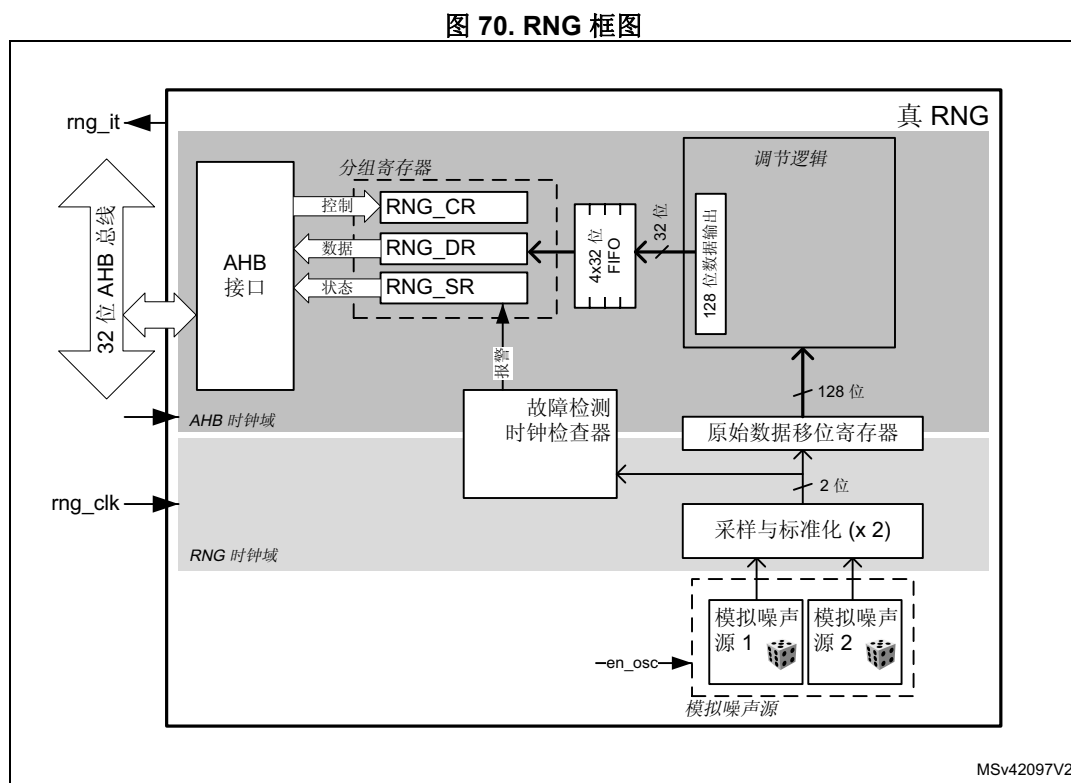 图 70. RNG 框图
真 RNG
rng_it
32 位 AHB 总线
AHB
接口
分组寄存器
控制
RNG_CR
数据
RNG_DR
状态
RNG_SR
4x32 位
FIFO
32 位
调节逻辑
128 位数据输出
报警
128 位
AHB 时钟域
故障检测
时钟检查器
原始数据移位寄存器
rng_clk
2 位
采样与标准化 (x 2)
RNG 时钟域
模拟噪声
源 1
模拟噪声
源 2
en_osc
模拟噪声源
MSv42097V2